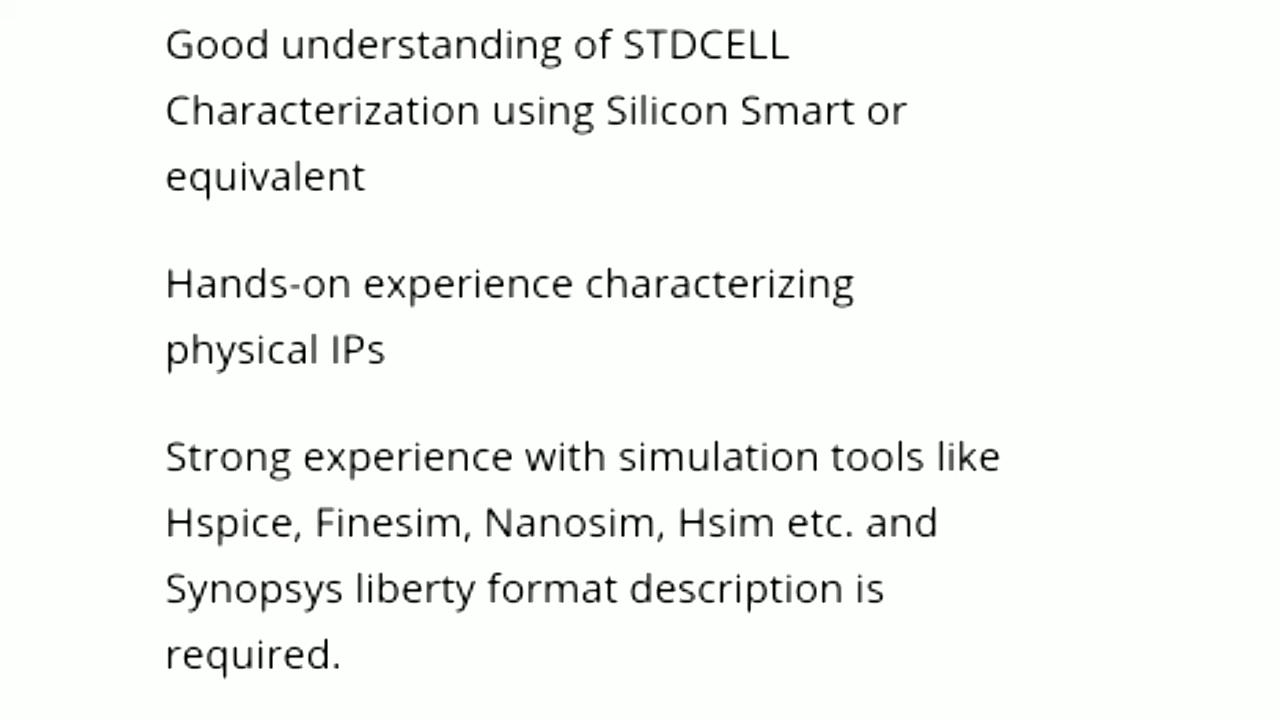 Good understanding of STDCELL
Characterization using Silicon Smart or
equivalent
Hands-on experience characterizing
physical IPs
Strong experience with simulation tools like
Hspice, Finesim, Nanosim, Hsim etc. and
Synopsys liberty format description is
required.